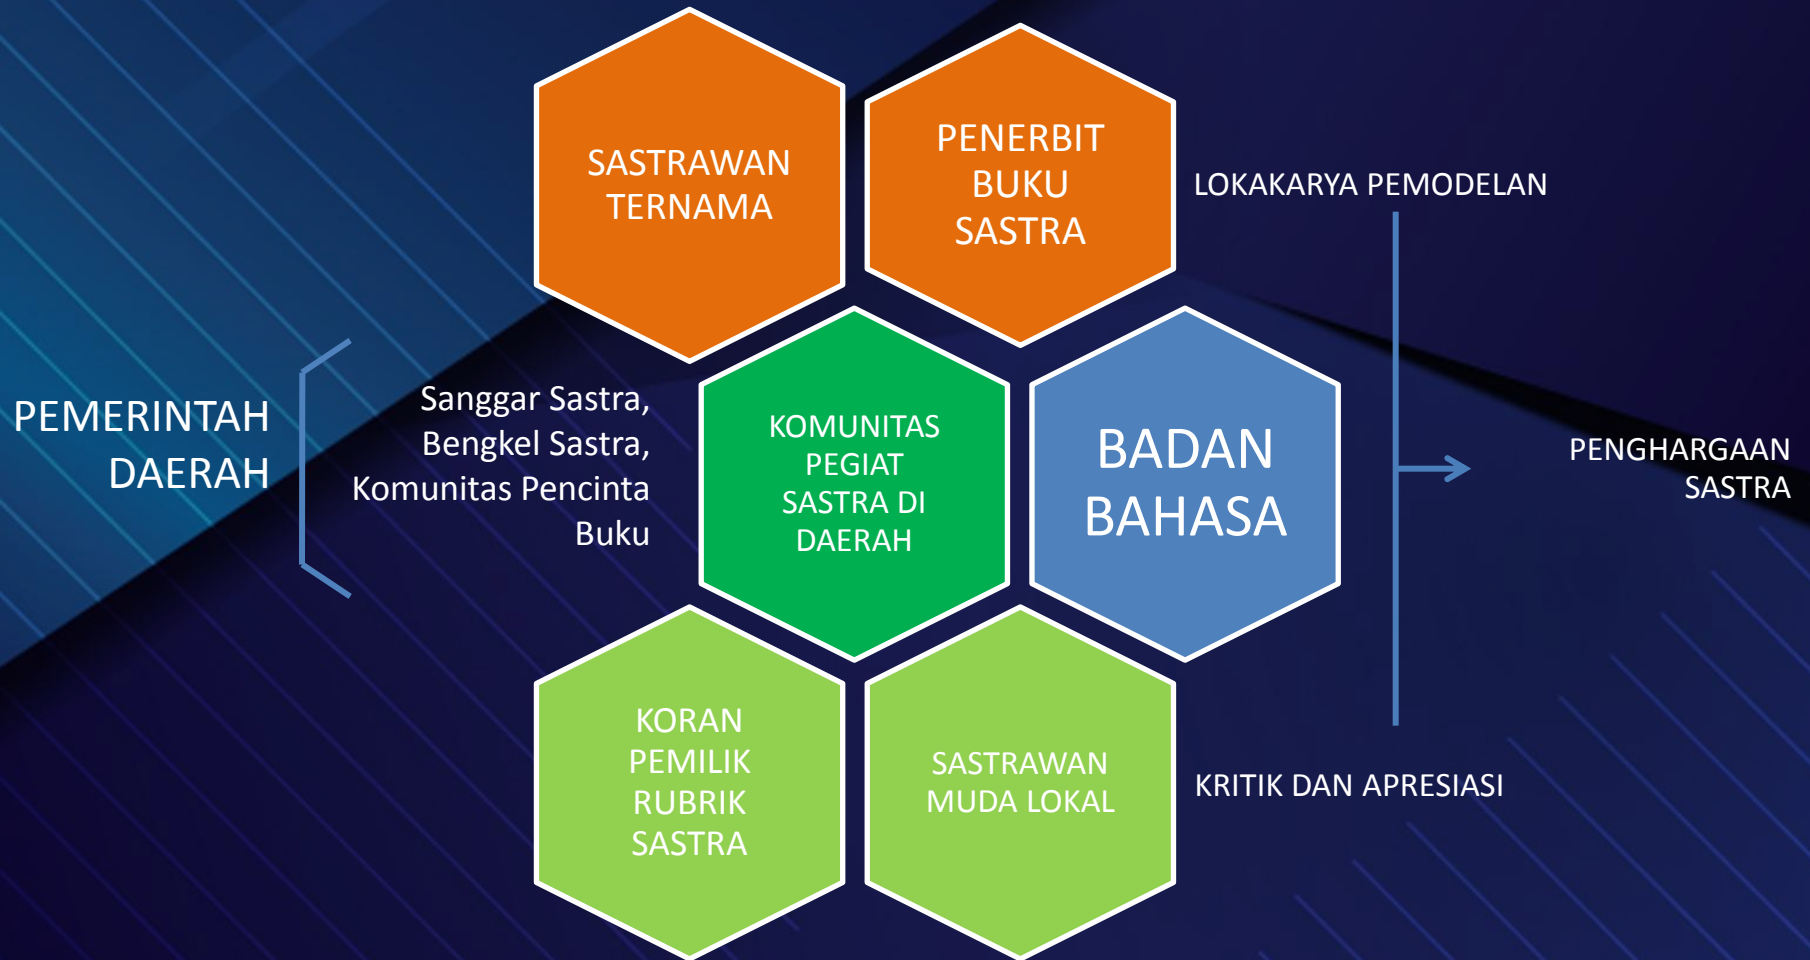 SASTRAWAN
TERNAMA
PENERBIT
BUKU
SASTRA
LOKAKARYA PEMODELAN
PEMERINTAH
DAERAH
Sanggar Sastra,
Bengkel Sastra,
Komunitas Pencinta
Buku
KOMUNITAS
PEGIAT
SASTRA DI
DAERAH
BADAN
BAHASA
PENGHARGAAN
SASTRA
KORAN
PEMILIK
RUBRIK
SASTRA
SASTRAWAN
MUDA LOKAL
KRITIK DAN APRESIASI